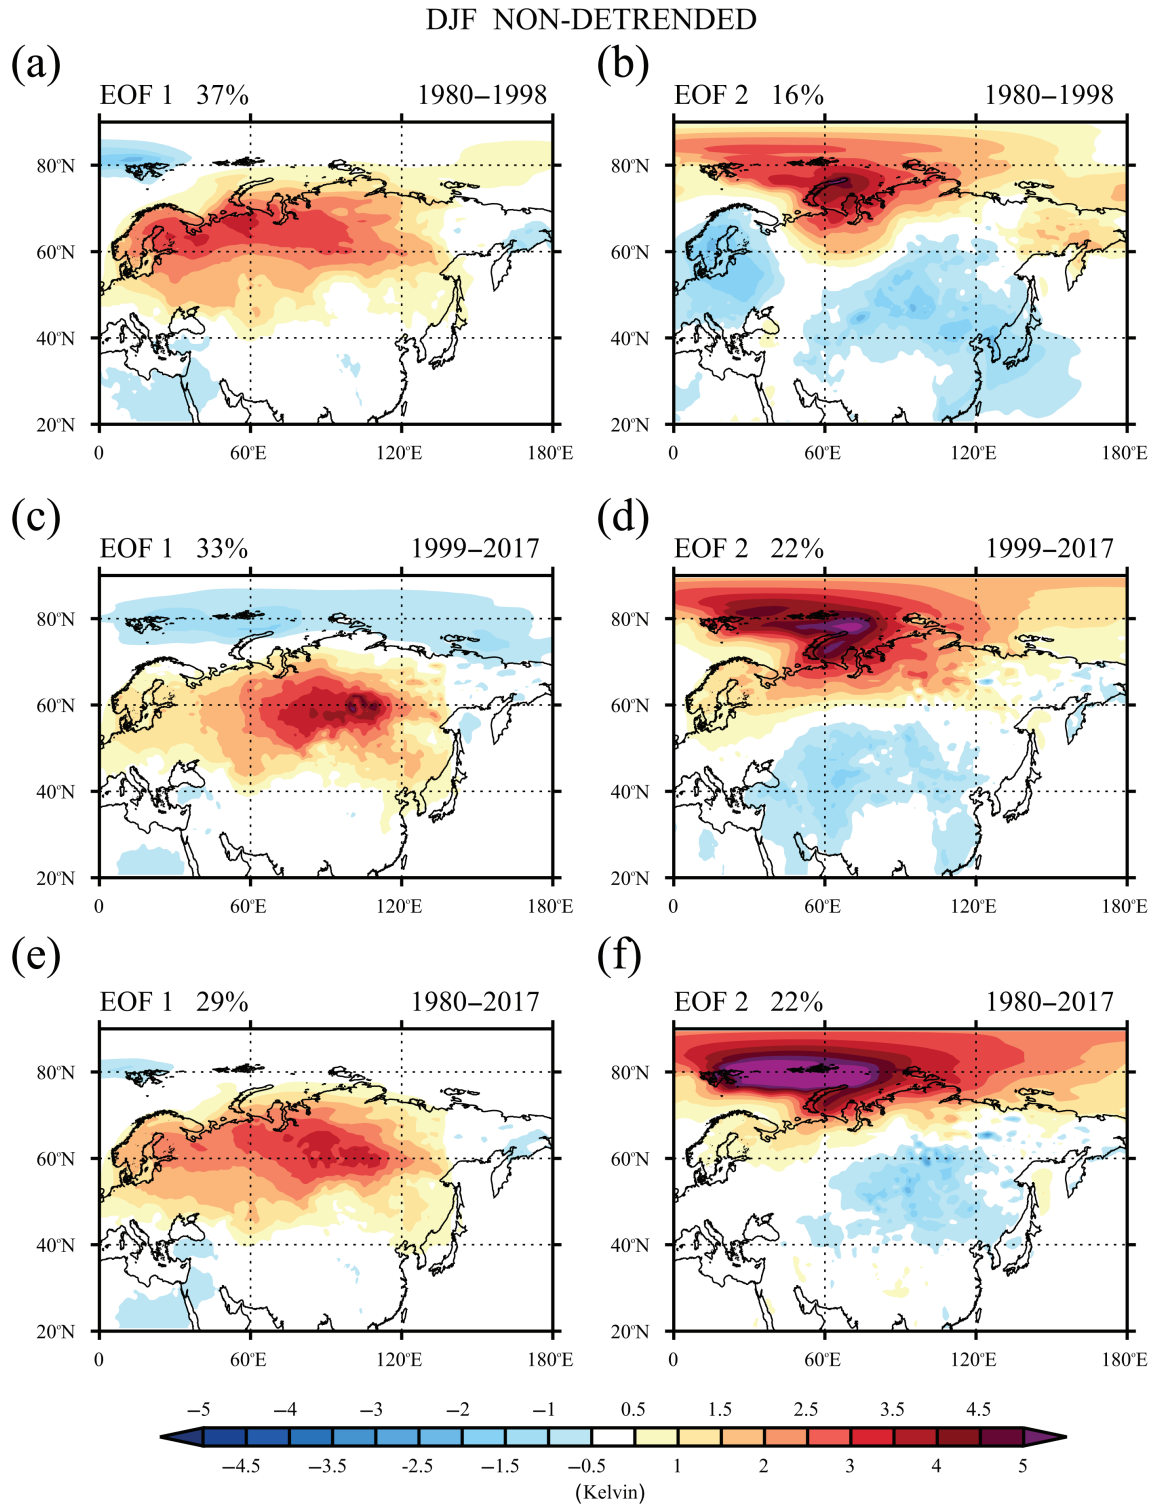 DJF NON-DETRENDED
(a)
(b)
EOF 1 37% 1980−1998
EOF 2 16% 1980−1998
80°N
60°N
40°N
20°N
0 60°E 120°E 180°E
80°N
60°N
40°N
20°N
0 60°E 120°E 180°E
(c)
(d)
EOF 1 33% 1999−2017
EOF 2 22% 1999−2017
80°N
60°N
40°N
20°N
0 60°E 120°E 180°E
80°N
60°N
40°N
20°N
0 60°E 120°E 180°E
(e)
(f)
EOF 1 29% 1980−2017
EOF 2 22% 1980−2017
80°N
60°N
40°N
20°N
0 60°E 120°E 180°E
80°N
60°N
40°N
20°N
0 60°E 120°E 180°E
−5 −4 −3 −2 −1 0.5 1.5 2.5 3.5 4.5
−4.5 −3.5 -2.5 −1.5 −0.5 1 2 3 4 5
(Kelvin)